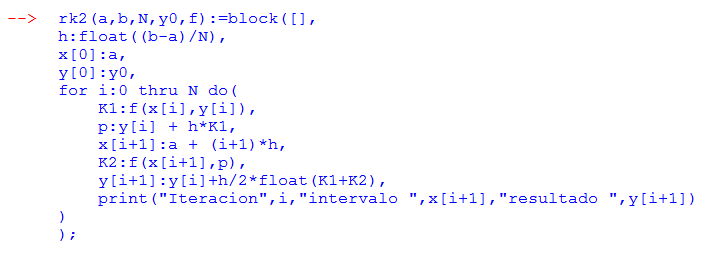 --> rk2(a,b,N,y0,f):=block([],
h:float((b-a)/N),
x[0]:a,
y[0]:y0,
for i:0 thru N do(
K1:f(x[i],y[i]),
p:y[i] + h*K1,
x[i+1]:a + (i+1)*h,
K2:f(x[i+1],p),
y[i+1]:y[i]+h/2*float(K1+K2),
print("Iteracion",i,"intervalo ",x[i+1],"resultado ",y[i+1])
)
);